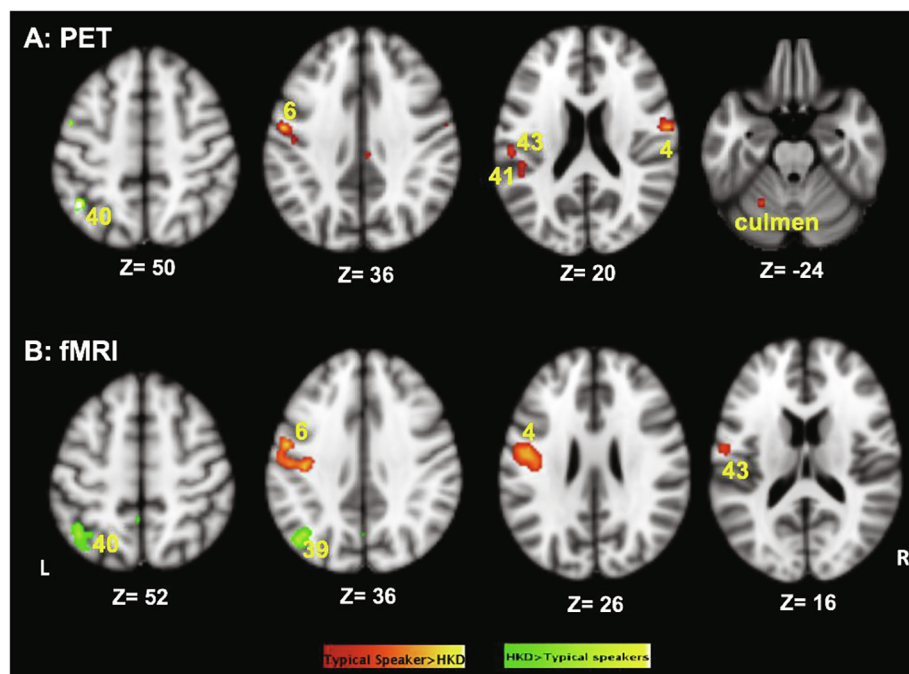 A: PET
6
43
4
41
40
culmen
Z= 50
Z= 36
Z= 20
Z= -24
B: fMRI
6
4
43
40
39
L
R
Z= 52
Z= 36
Z= 26
Z= 16
Typical Speaker>HKD
HKD>Typical speakers